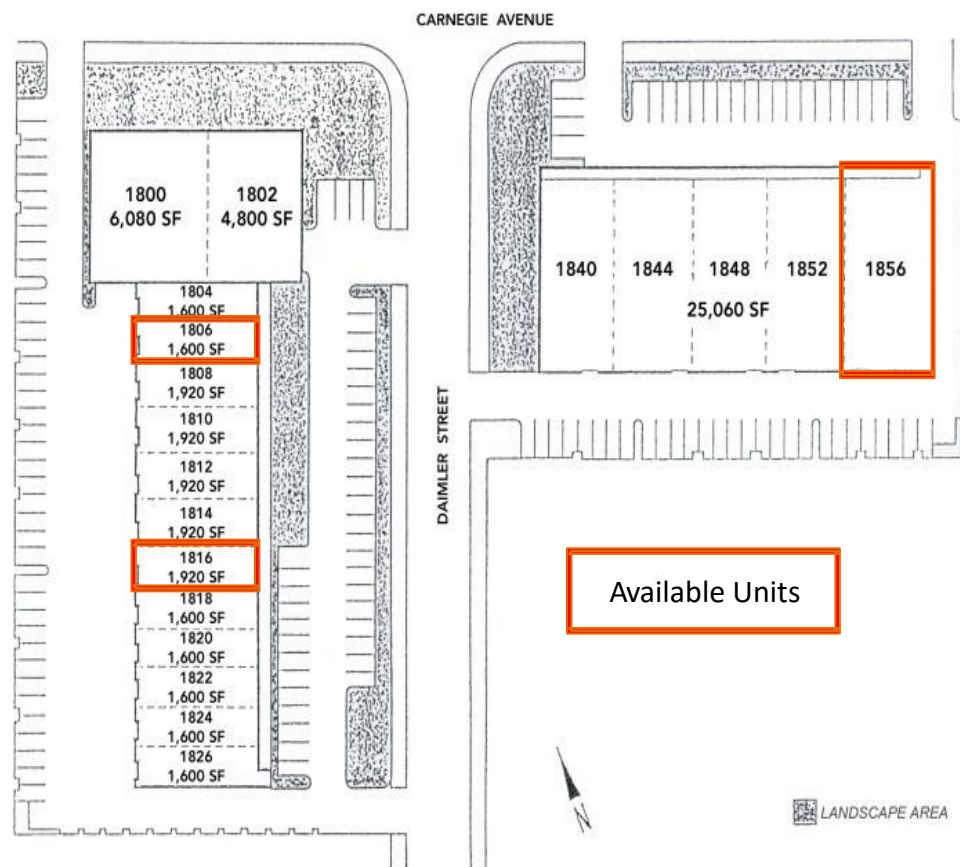 CARNEGIE AVENUE
1800
6,080 SF
1802
4,800 SF
1804
1,600 SF
1806
1,600 SF
1808
1,920 SF
1810
1,920 SF
1812
1,920 SF
1814
1,920 SF
1816
1,920 SF
1818
1,600 SF
1820
1,600 SF
1822
1,600 SF
1824
1,600 SF
1826
1,600 SF
DAIMLER STREET
1840
1844
1848
1852
1856
25,060 SF
Available Units
N
LANDSCAPE AREA